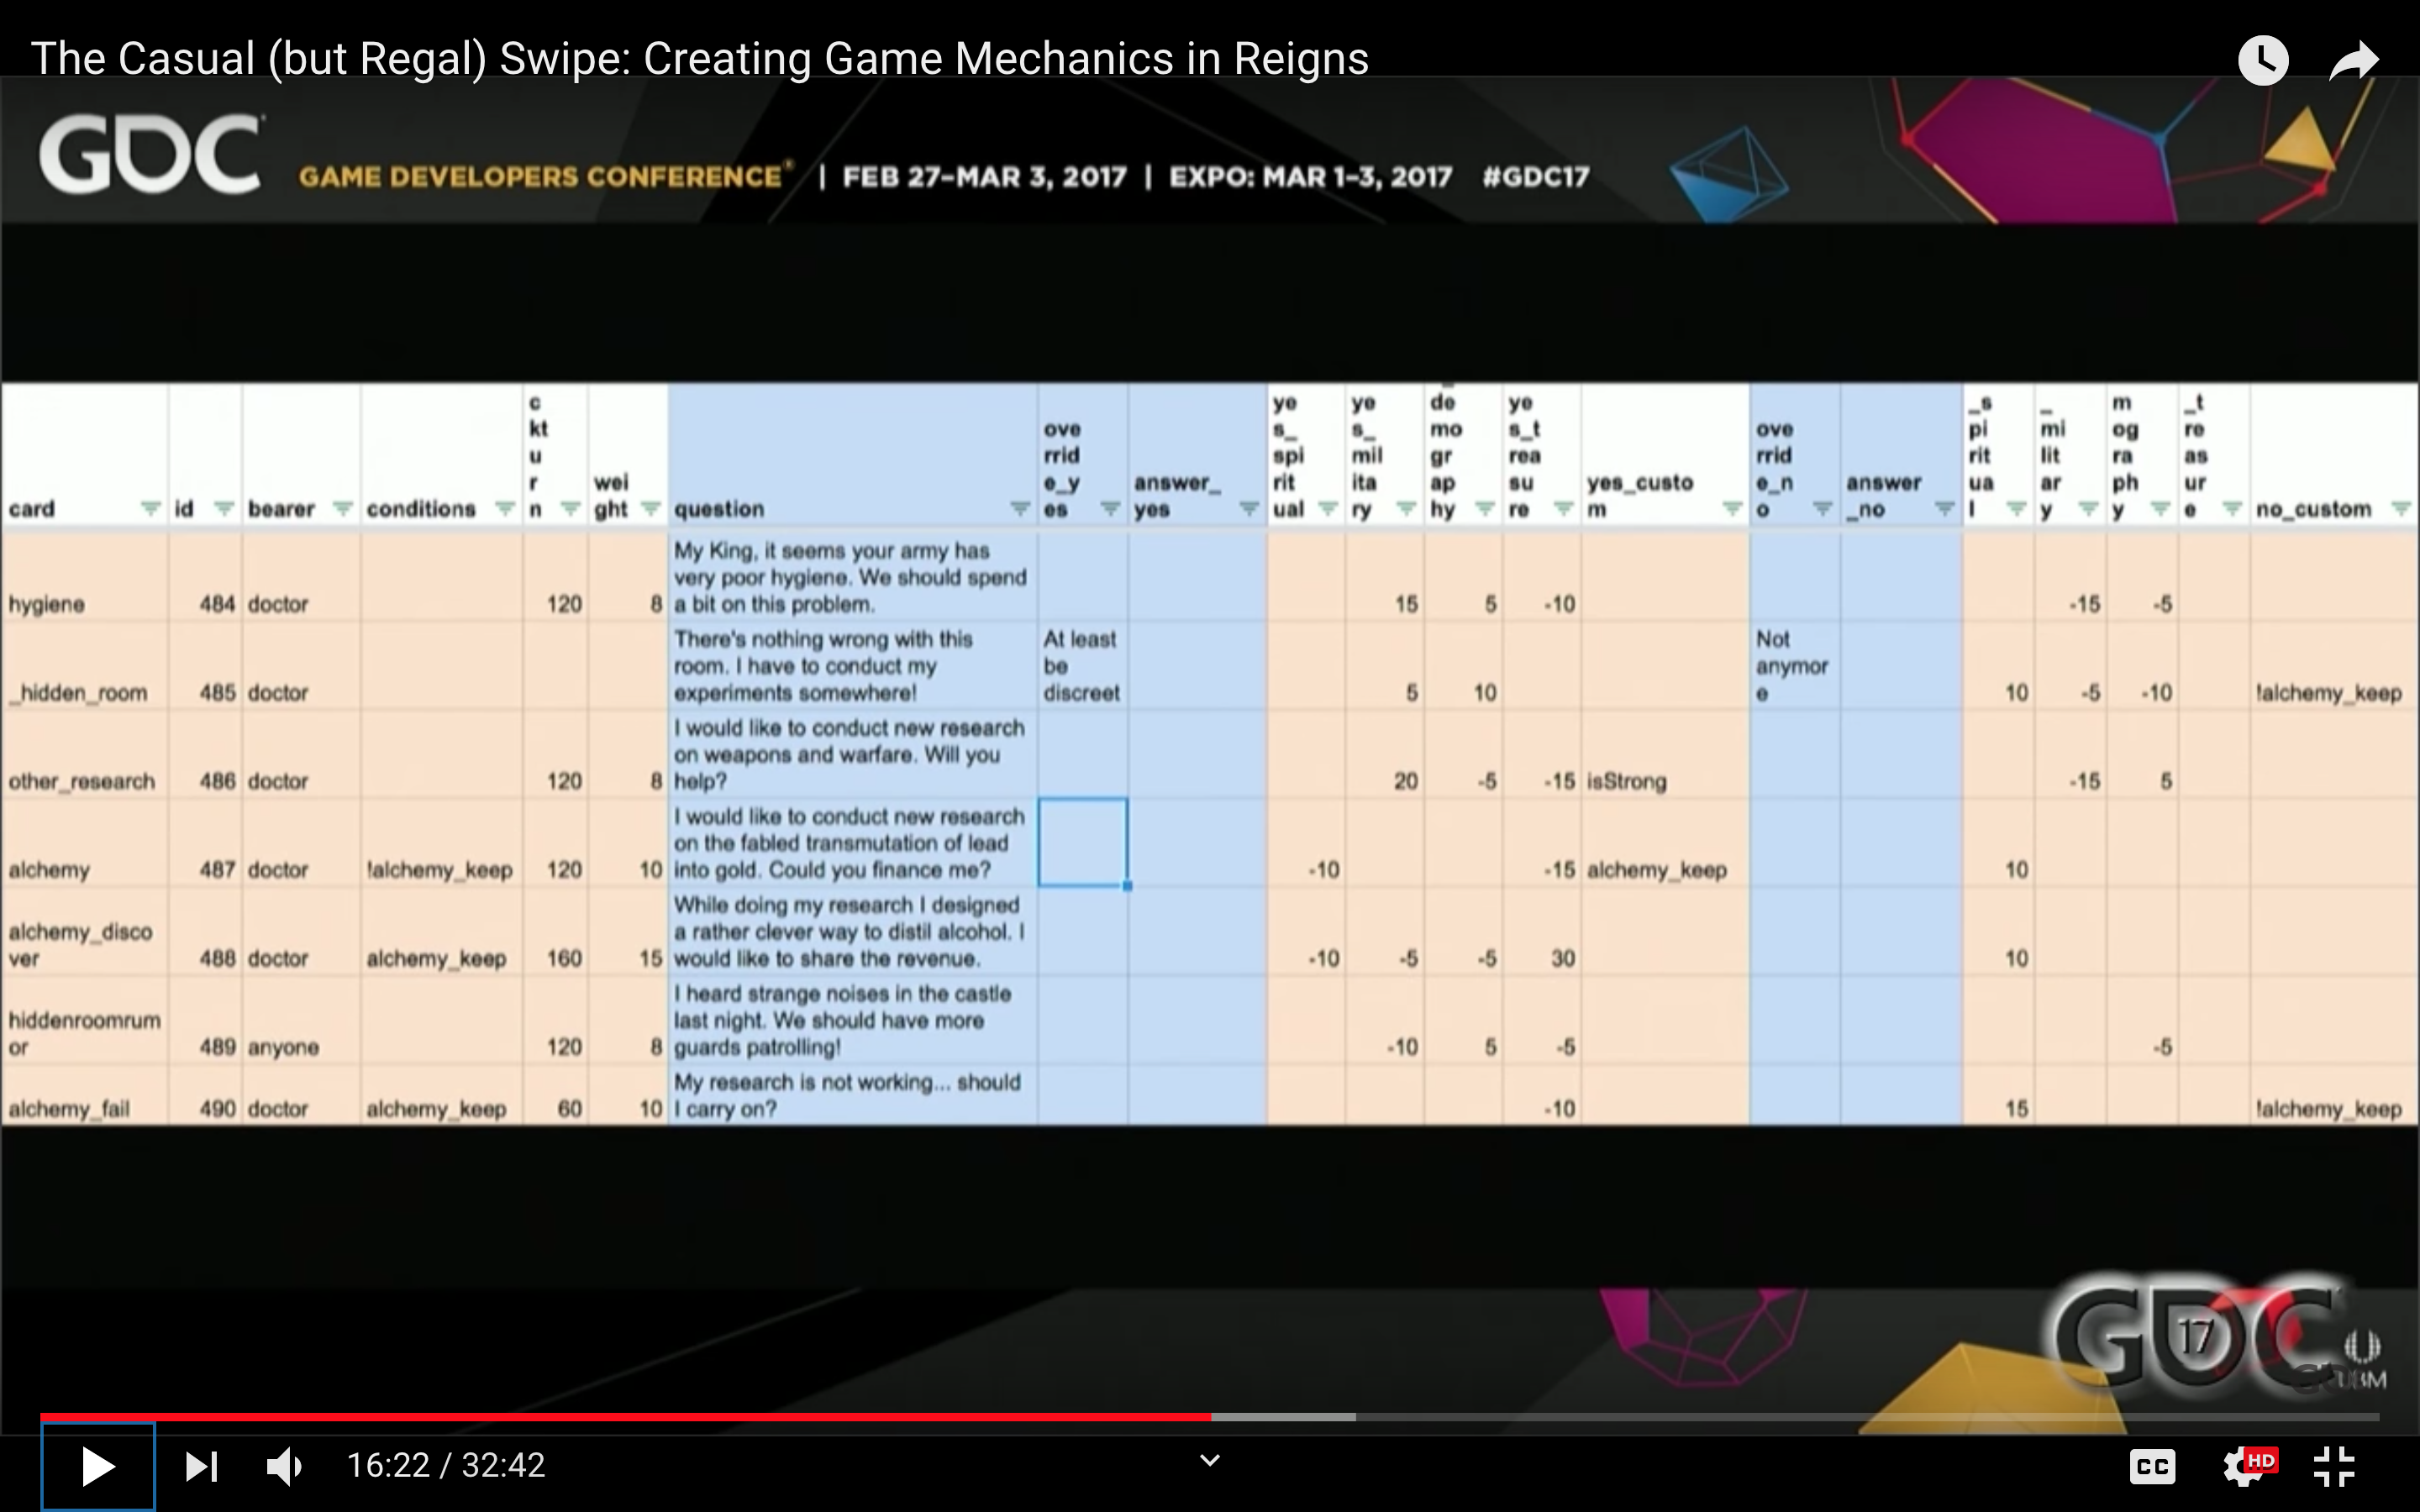 The Casual (but Regal) Swipe: Creating Game Mechanics in Reigns
GDC
GAME DEVELOPERS CONFERENCE® | FEB 27–MAR 3, 2017 | EXPO: MAR 1–3, 2017 #GDC17
card id bearer conditions ckturn weight question override_yes answer_yes yes_spiritual yes_military _demography yes_treasure yes_custom override_no answer_no _spiritual _military mography _treasure no_custom
hygiene 484 doctor 120 8 My King, it seems your army has very poor hygiene. We should spend a bit on this problem. 15 5 -10 -15 -5
_hidden_room 485 doctor There's nothing wrong with this room. I have to conduct my experiments somewhere! At least be discreet 5 10 Not anymore 10 -5 -10 !alchemy_keep
other_research 486 doctor 120 8 I would like to conduct new research on weapons and warfare. Will you help? 20 -5 -15 isStrong -15 5
alchemy 487 doctor !alchemy_keep 120 10 I would like to conduct new research on the fabled transmutation of lead into gold. Could you finance me? -10 -15 alchemy_keep 10
alchemy_discover 488 doctor alchemy_keep 160 15 While doing my research I designed a rather clever way to distil alcohol. I would like to share the revenue. -10 -5 -5 30 10
hiddenroomrumor 489 anyone 120 8 I heard strange noises in the castle last night. We should have more guards patrolling! -10 5 -5 -5
alchemy_fail 490 doctor alchemy_keep 60 10 My research is not working... should I carry on? -10 15 !alchemy_keep
GDC
17
UBM
16:22 / 32:42
CC
HD